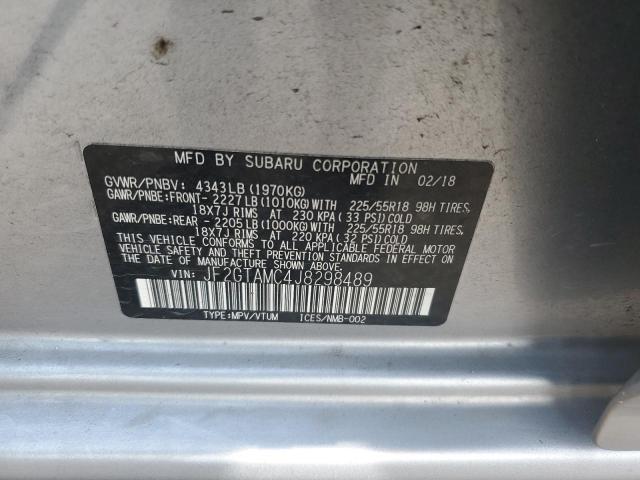 MFD BY SUBARU CORPORATION
MFD.IN 02/18
GVWR/PNBV: 4343LB(1970KG)
GAWR/PNBE:FRONT- 2227LB(1010KG)WITH 225/55R18 98H TIRES,
18X7J RIMS AT 230 KPA(33 PSI)COLD
GAWR/PNBE:REAR -2205LB(1000KG)WITH 225/55R18 98H TIRES,
18X7J RIMS AT 220 KPA(32 PSI)COLD
THIS VEHICLE CONFORMS TO ALL APPLICABLE FEDERAL MOTOR
VEHICLE SAFETY AND THEFT PREVENTION STANDARDS IN EFFECT ON
THE DATE OF MANUFACTURE SHOWN ABOVE.
VIN: JF2GTAMC4J8298489
TYPE:MPV/VTUM ICES/NMB-002